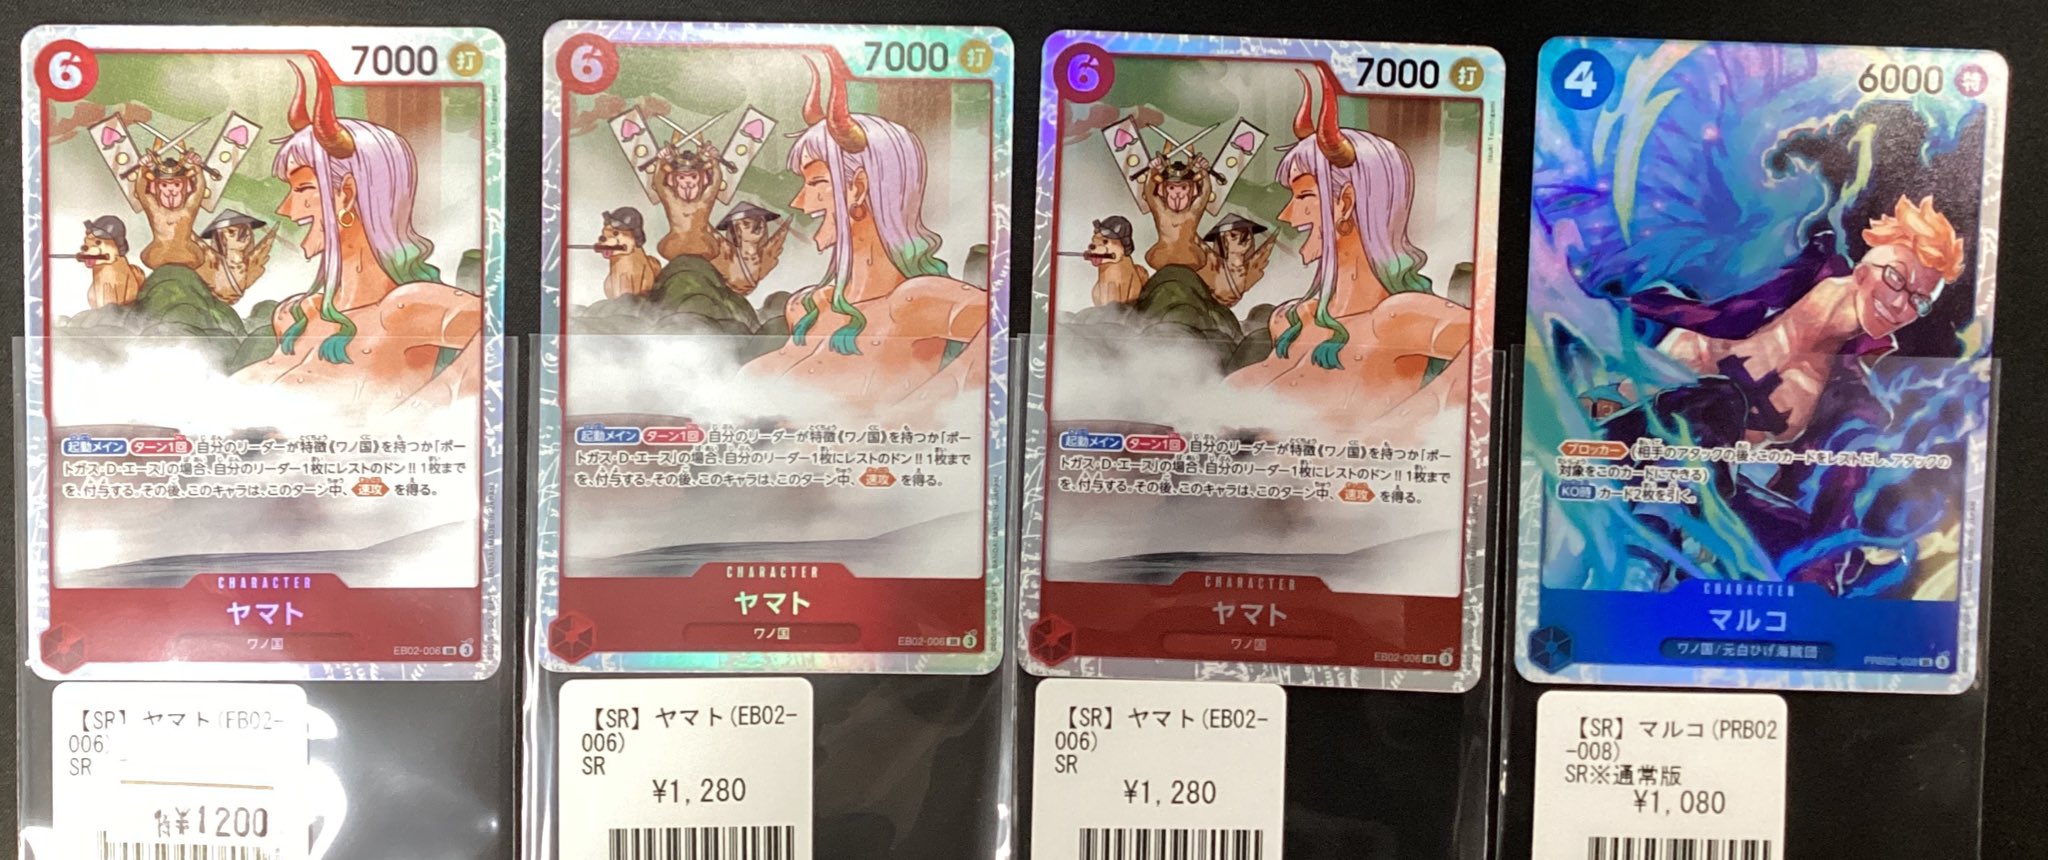 6
7000
打
起動メイン ターン1回 自分のリーダーが特徴《ワノ国》を持つか「ポー
トガス・D・エース」の場合、自分のリーダー1枚にレストのドン!!1枚まで
を、付与する。その後、このキャラは、このターン中、速攻 を得る。
CHARACTER
ヤマト
ワノ国
EB02-006 SR 3
【SR】ヤマト(EB02-
006)
SR
¥1200
6
7000
打
起動メイン ターン1回 自分のリーダーが特徴《ワノ国》を持つか「ポー
トガス・D・エース」の場合、自分のリーダー1枚にレストのドン!!1枚まで
を、付与する。その後、このキャラは、このターン中、速攻 を得る。
CHARACTER
ヤマト
ワノ国
EB02-006 SR 3
【SR】ヤマト(EB02-
006)
SR
¥1,280
6
7000
打
起動メイン ターン1回 自分のリーダーが特徴《ワノ国》を持つか「ポー
トガス・D・エース」の場合、自分のリーダー1枚にレストのドン!!1枚まで
を、付与する。その後、このキャラは、このターン中、速攻 を得る。
CHARACTER
ヤマト
ワノ国
EB02-006 SR 3
【SR】ヤマト(EB02-
006)
SR
¥1,280
4
6000
特
ブロッカー (相手のアタックの後、このカードをレストにし、アタックの
対象をこのカードにできる)
KO時 カード2枚を引く。
CHARACTER
マルコ
ワノ国/元白ひげ海賊団
PRB02-008 SR 3
【SR】マルコ(PRB02
-008)
SR※通常版
¥1,080